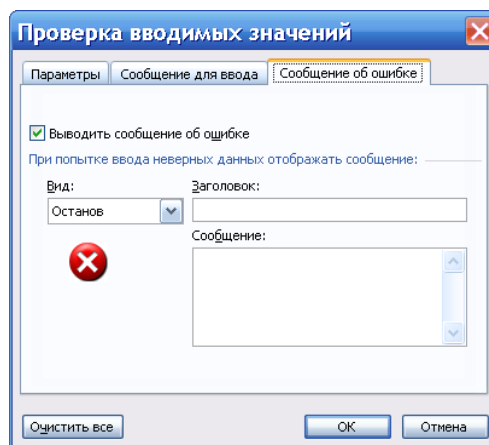 Проверка вводимых значений
Параметры Сообщение для ввода Сообщение об ошибке
Выводить сообщение об ошибке
При попытке ввода неверных данных отображать сообщение:
Вид: Заголовок:
Останов
Сообщение:
Очистить все ОК Отмена